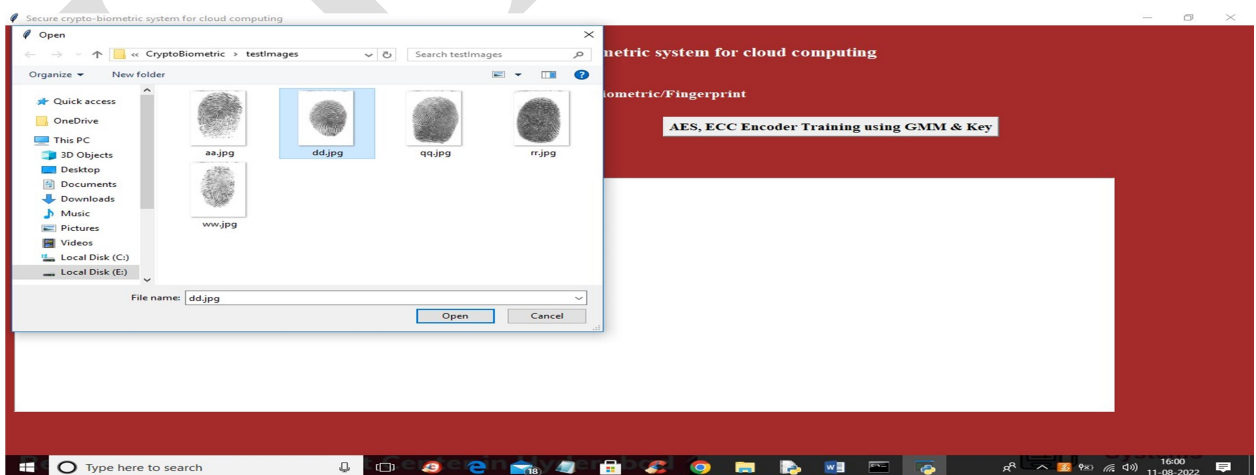 Secure crypto-biometric system for cloud computing
Open
« CryptoBiometric > testImages
Search testImages
metric system for cloud computing
Organize
New folder
iometric/Fingerprint
Quick access
OneDrive
This PC
3D Objects
Desktop
Documents
Downloads
Music
Pictures
Videos
Local Disk (C:)
Local Disk (E:)
aa.jpg
dd.jpg
qq.jpg
rr.jpg
ww.jpg
AES, ECC Encoder Training using GMM & Key
File name: dd.jpg
Open
Cancel
Type here to search
18
16:00
11-08-2022